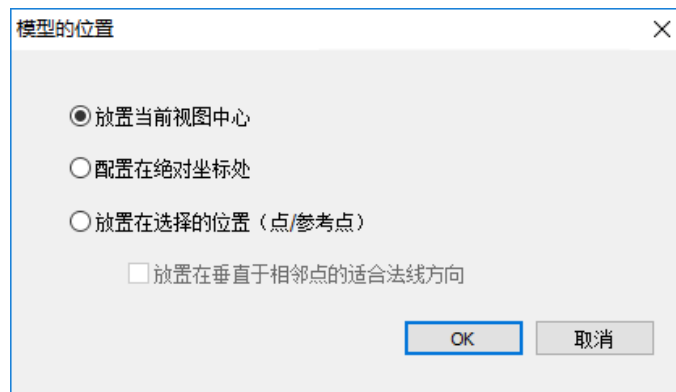 模型的位置
放置当前视图中心
配置在绝对坐标处
放置在选择的位置（点/参考点）
放置在垂直于相邻点的适合法线方向
OK 取消